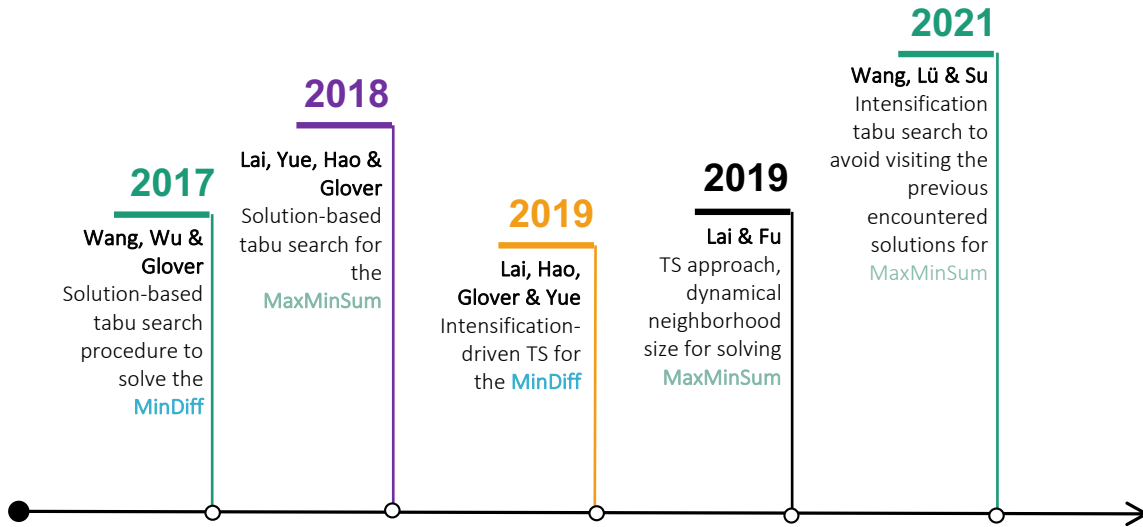 2017
Wang, Wu &
Glover
Solution-based
tabu search
procedure to
solve the
MinDiff
2018
Lai, Yue, Hao &
Glover
Solution-based
tabu search for
the
MaxMinSum
2019
Lai, Hao,
Glover & Yue
Intensification-
driven TS for
the MinDiff
2019
Lai & Fu
TS approach,
dynamical
neighborhood
size for solving
MaxMinSum
2021
Wang, Lü & Su
Intensification
tabu search to
avoid visiting the
previous
encountered
solutions for
MaxMinSum